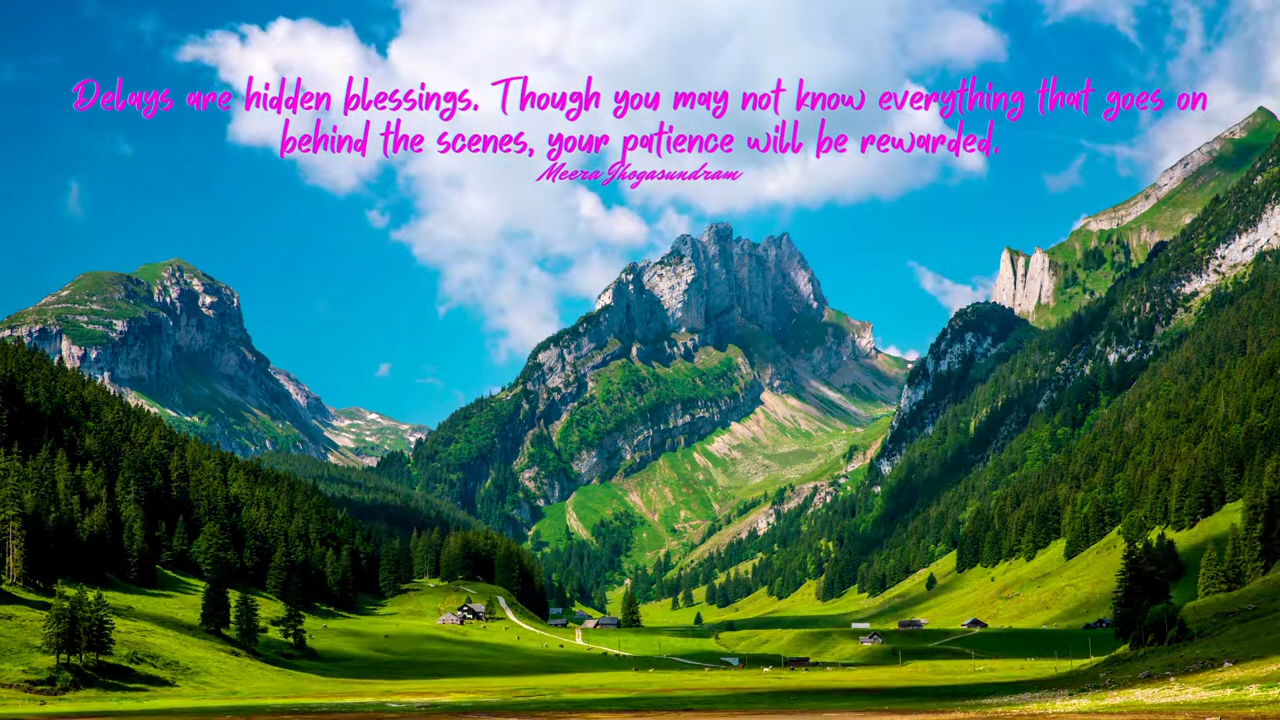 Delays are hidden blessings. Though you may not know everything that goes on
behind the scenes, your patience will be rewarded.
Meera Jhogasundram